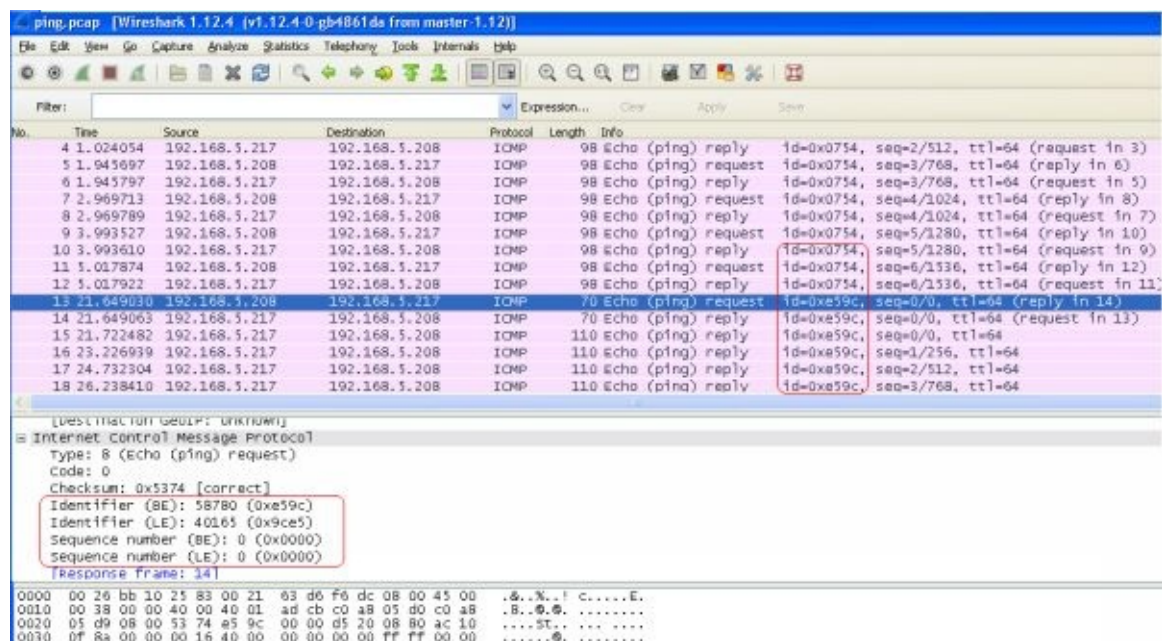 ping.pcap [Wireshark 1.12.4 (v1.12.4-0-gb4861da from master-1.12)]
File Edit View Go Capture Analyze Statistics Telephony Tools Internals Help
Filter: Expression... Clear Apply Save
No. Time Source Destination Protocol Length Info
4 1.024054 192.168.5.217 192.168.5.208 ICMP 98 Echo (ping) reply id=0x0754, seq=2/512, ttl=64 (request in 3)
5 1.945697 192.168.5.208 192.168.5.217 ICMP 98 Echo (ping) request id=0x0754, seq=3/768, ttl=64 (reply in 6)
6 1.945797 192.168.5.217 192.168.5.208 ICMP 98 Echo (ping) reply id=0x0754, seq=3/768, ttl=64 (request in 5)
7 2.969713 192.168.5.208 192.168.5.217 ICMP 98 Echo (ping) request id=0x0754, seq=4/1024, ttl=64 (reply in 8)
8 2.969789 192.168.5.217 192.168.5.208 ICMP 98 Echo (ping) reply id=0x0754, seq=4/1024, ttl=64 (request in 7)
9 3.993527 192.168.5.208 192.168.5.217 ICMP 98 Echo (ping) request id=0x0754, seq=5/1280, ttl=64 (reply in 10)
10 3.993610 192.168.5.217 192.168.5.208 ICMP 98 Echo (ping) reply id=0x0754, seq=5/1280, ttl=64 (request in 9)
11 5.017874 192.168.5.208 192.168.5.217 ICMP 98 Echo (ping) request id=0x0754, seq=6/1536, ttl=64 (reply in 12)
12 5.017922 192.168.5.217 192.168.5.208 ICMP 98 Echo (ping) reply id=0x0754, seq=6/1536, ttl=64 (request in 11)
13 21.649030 192.168.5.208 192.168.5.217 ICMP 70 Echo (ping) request id=0xe59c, seq=0/0, ttl=64 (reply in 14)
14 21.649063 192.168.5.217 192.168.5.208 ICMP 70 Echo (ping) reply id=0xe59c, seq=0/0, ttl=64 (request in 13)
15 21.722482 192.168.5.217 192.168.5.208 ICMP 110 Echo (ping) reply id=0xe59c, seq=0/0, ttl=64
16 23.226939 192.168.5.217 192.168.5.208 ICMP 110 Echo (ping) reply id=0xe59c, seq=1/256, ttl=64
17 24.732304 192.168.5.217 192.168.5.208 ICMP 110 Echo (ping) reply id=0xe59c, seq=2/512, ttl=64
18 26.238410 192.168.5.217 192.168.5.208 ICMP 110 Echo (ping) reply id=0xe59c, seq=3/768, ttl=64
[Destination GeoIP: Unknown]
Internet Control Message Protocol
Type: 8 (Echo (ping) request)
Code: 0
Checksum: 0x5374 [correct]
Identifier (BE): 58780 (0xe59c)
Identifier (LE): 40165 (0x9ce5)
Sequence number (BE): 0 (0x0000)
Sequence number (LE): 0 (0x0000)
[Response frame: 14]
0000 00 26 bb 10 25 83 00 21 63 d6 f6 dc 08 00 45 00 .&..%..! c.....E.
0010 00 38 00 00 40 00 40 01 ad cb c0 a8 05 d0 c0 a8 .8..@.@. ........
0020 05 d9 08 00 53 74 e5 9c 00 00 d5 20 08 80 ac 10 ....St.. ... ....
0030 0f 8a 00 00 00 16 40 00 00 00 00 00 ff ff 00 00 ......@. ........